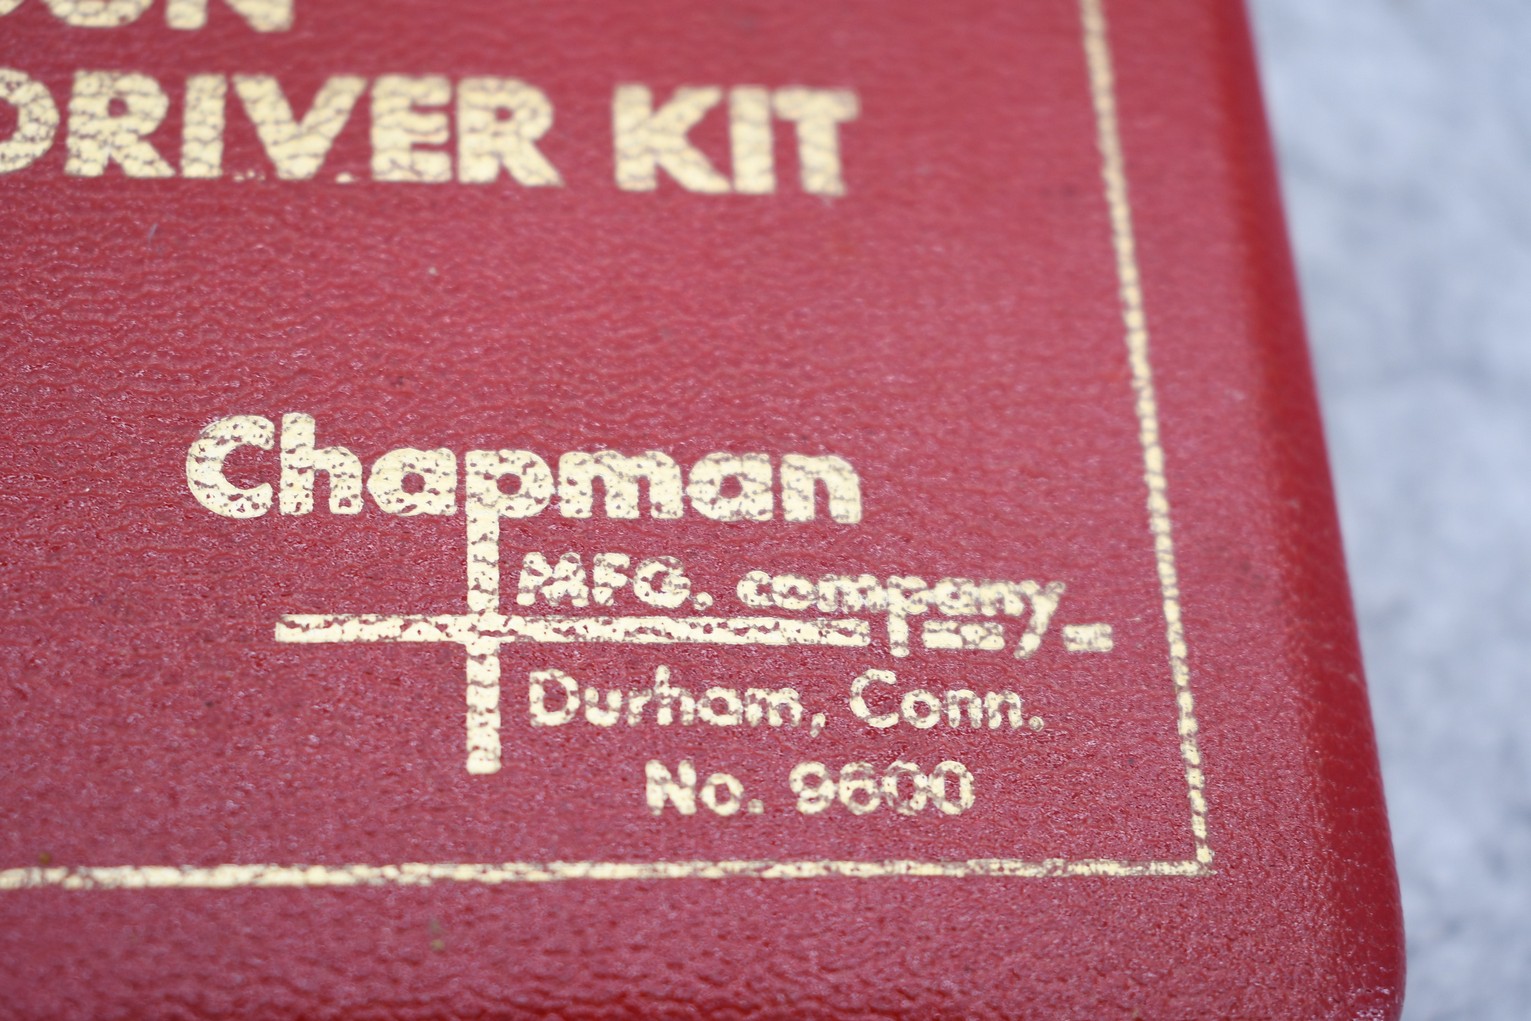 DRIVER KIT
Chapman
MFG. company
Durham, Conn.
No. 9600